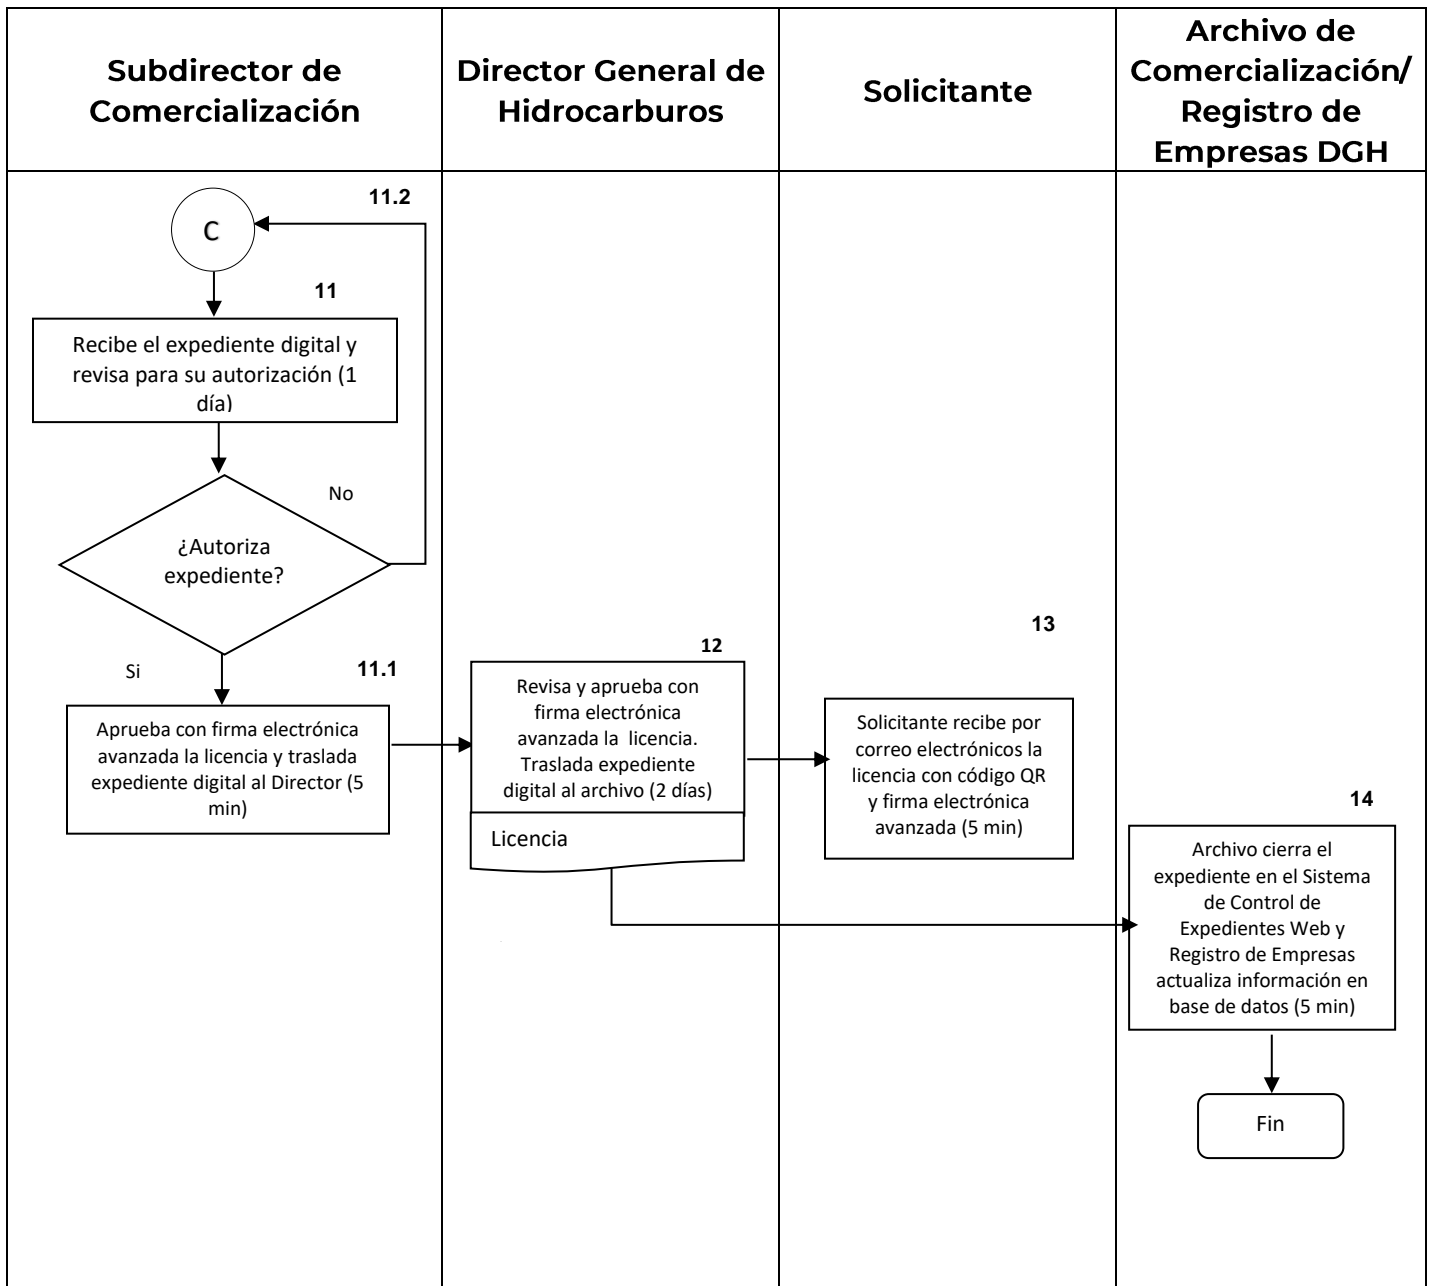 Subdirector de
Comercialización
Director General de
Hidrocarburos
Solicitante
Archivo de
Comercialización/
Registro de
Empresas DGH
11.2
C
11
Recibe el expediente digital y
revisa para su autorización (1
día)
No
¿Autoriza
expediente?
Si
11.1
Aprueba con firma electrónica
avanzada la licencia y traslada
expediente digital al Director (5
min)
12
Revisa y aprueba con
firma electrónica
avanzada la licencia.
Traslada expediente
digital al archivo (2 días)
Licencia
13
Solicitante recibe por
correo electrónicos la
licencia con código QR
y firma electrónica
avanzada (5 min)
14
Archivo cierra el
expediente en el Sistema
de Control de
Expedientes Web y
Registro de Empresas
actualiza información en
base de datos (5 min)
Fin